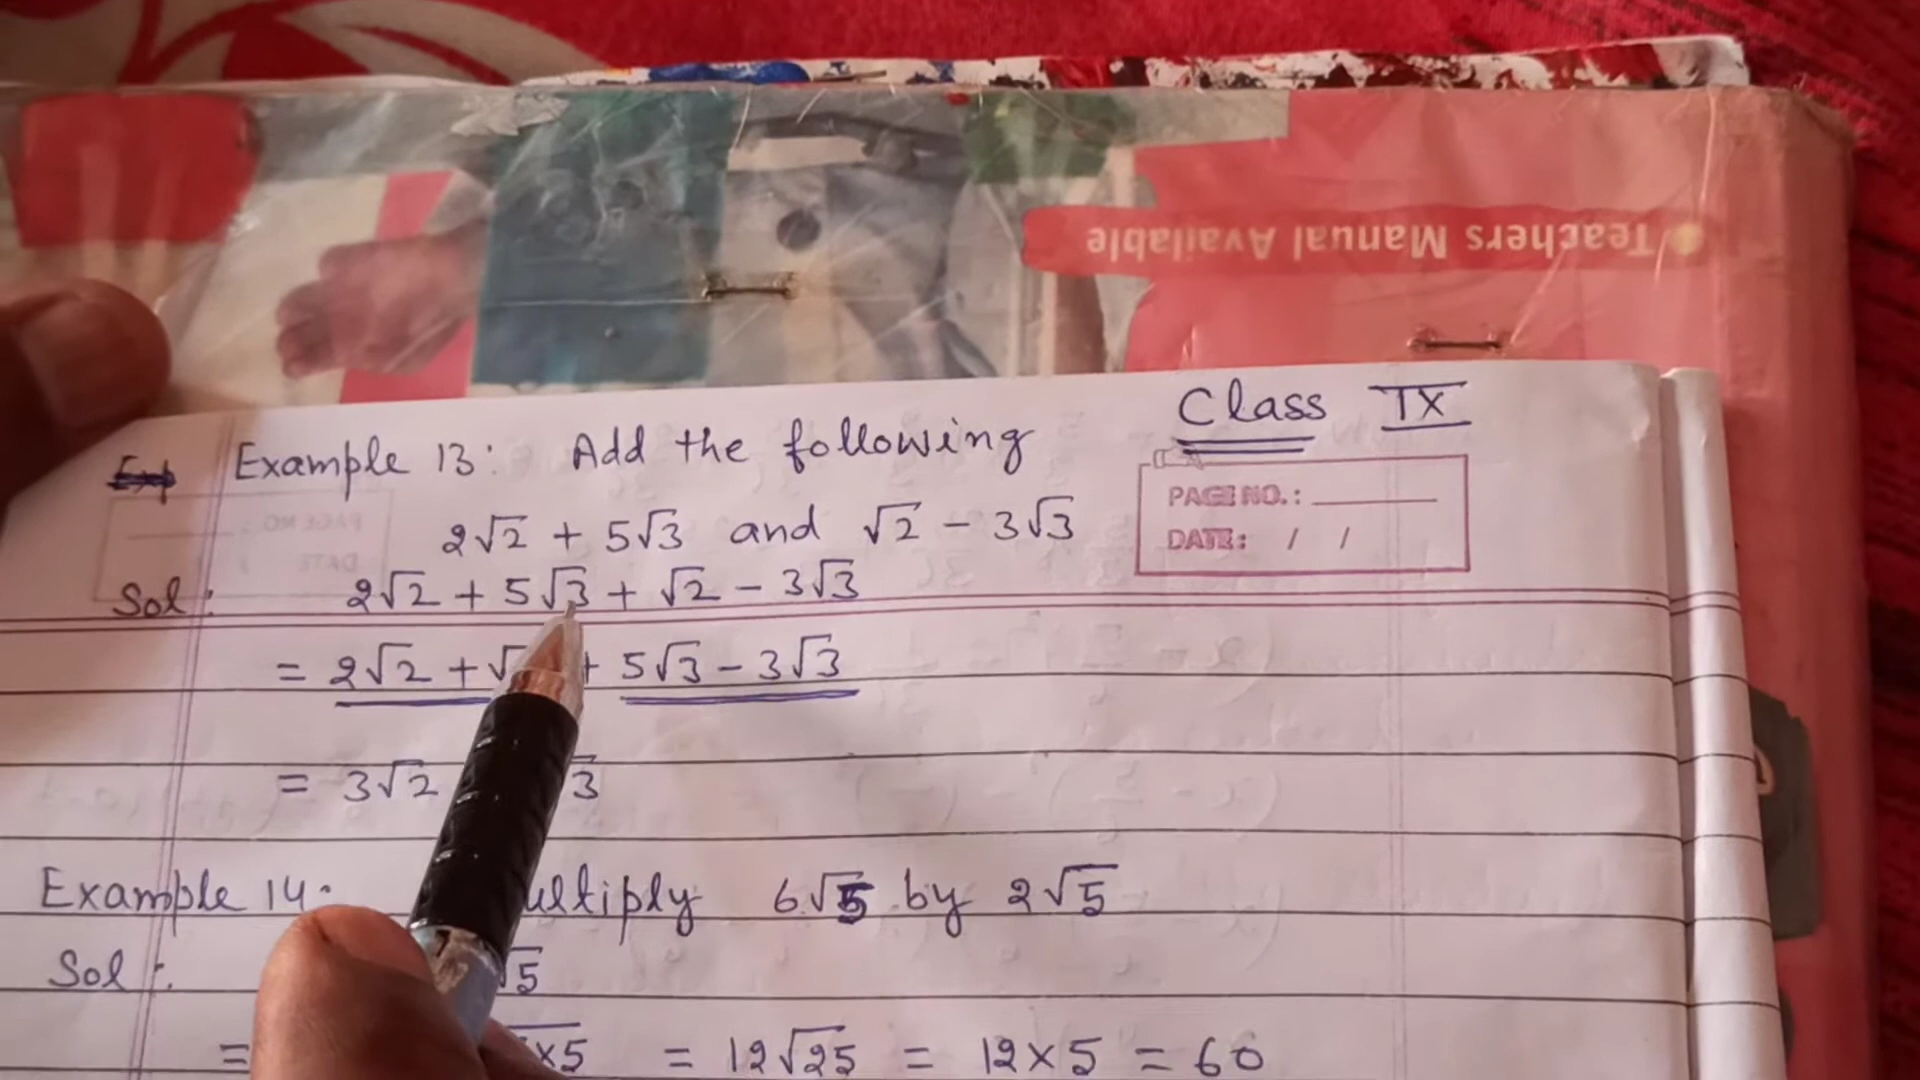 Teachers Manual Available
Class IX
Example 13: Add the following
PAGE NO.:
2√2 + 5√3 and √2 - 3√3
DATE: / /
Sol: 2√2 + 5√3 + √2 - 3√3
= 2√2 + √ + 5√3 - 3√3
= 3√2 3
Example 14: ultiply 6√5 by 2√5
Sol: √5
= ×5 = 12√25 = 12×5 = 60